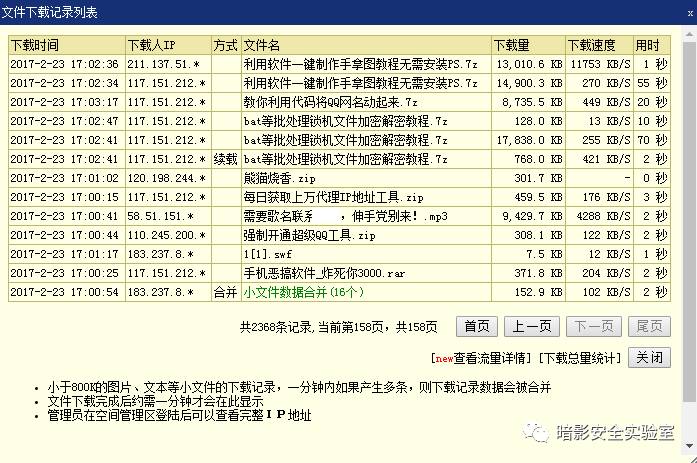 文件下载记录列表 x
下载时间 下载人IP 方式 文件名 下载量 下载速度 用时
2017-2-23 17:02:36 211.137.51.* 利用软件一键制作手拿图教程无需安装PS.7z 13,010.6 KB 11753 KB/S 1 秒
2017-2-23 17:02:34 117.151.212.* 利用软件一键制作手拿图教程无需安装PS.7z 14,900.3 KB 270 KB/S 55 秒
2017-2-23 17:03:17 117.151.212.* 教你利用代码将QQ网名动起来.7z 8,735.5 KB 449 KB/S 20 秒
2017-2-23 17:02:47 117.151.212.* bat等批处理锁机文件加密解密教程.7z 128.0 KB 13 KB/S 10 秒
2017-2-23 17:02:41 117.151.212.* bat等批处理锁机文件加密解密教程.7z 17,838.0 KB 255 KB/S 70 秒
2017-2-23 17:02:41 117.151.212.* 续载 bat等批处理锁机文件加密解密教程.7z 768.0 KB 421 KB/S 2 秒
2017-2-23 17:01:02 120.198.244.* 熊猫烧香.zip 301.7 KB - 0 秒
2017-2-23 17:00:15 117.151.212.* 每日获取上万代理IP地址工具.zip 459.5 KB 176 KB/S 3 秒
2017-2-23 17:00:41 58.51.151.* 需要歌名联系 ，伸手党别来！.mp3 9,429.7 KB 4288 KB/S 2 秒
2017-2-23 17:00:44 110.245.200.* 强制开通超级QQ工具.zip 308.1 KB 122 KB/S 2 秒
2017-2-23 17:01:17 183.237.8.* 1[1].swf 7.5 KB 12 KB/S 1 秒
2017-2-23 17:00:25 117.151.212.* 手机恶搞软件_炸死你3000.rar 371.8 KB 204 KB/S 2 秒
2017-2-23 17:00:54 183.237.8.* 合并 小文件数据合并(16个) 152.9 KB 102 KB/S 2 秒
共2368条记录,当前第158页，共158页 首页 上一页 下一页 尾页
[new查看流量详情] [下载总量统计] 关闭
• 小于800K的图片、文本等小文件的下载记录，一分钟内如果产生多条，则下载记录数据会被合并
• 文件下载完成后约需一分钟才会在此显示
• 管理员在空间管理区登陆后可以查看完整ＩＰ地址
暗影安全实验室